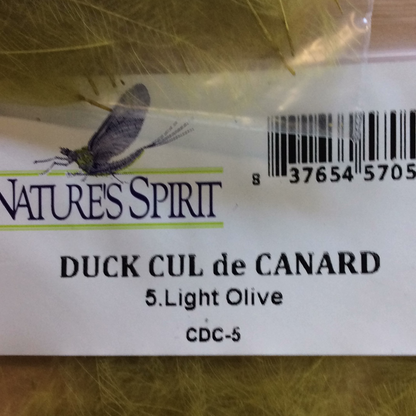 8 37654 5705
NATURE'S SPIRIT
DUCK CUL de CANARD
5.Light Olive
CDC-5